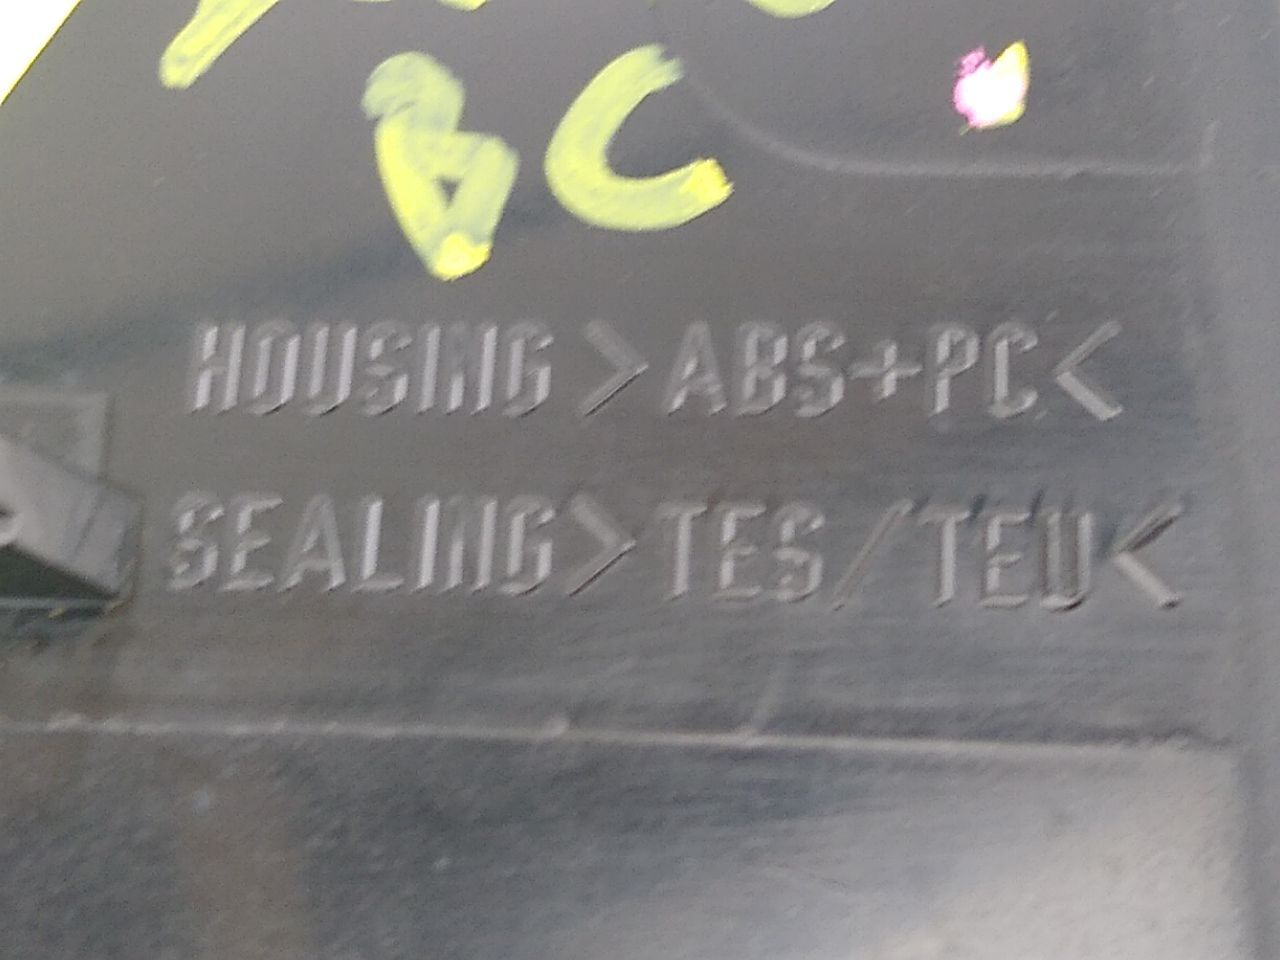 BC
HOUSING >ABS+PC<
SEALING>TES/TEU<